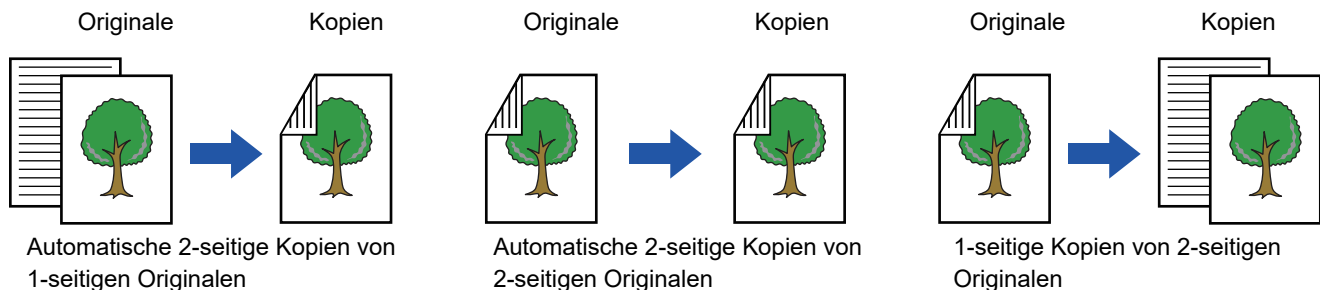 Originale
Kopien
Originale
Kopien
Originale
Kopien
Automatische 2-seitige Kopien von
1-seitigen Originalen
Automatische 2-seitige Kopien von
2-seitigen Originalen
1-seitige Kopien von 2-seitigen
Originalen